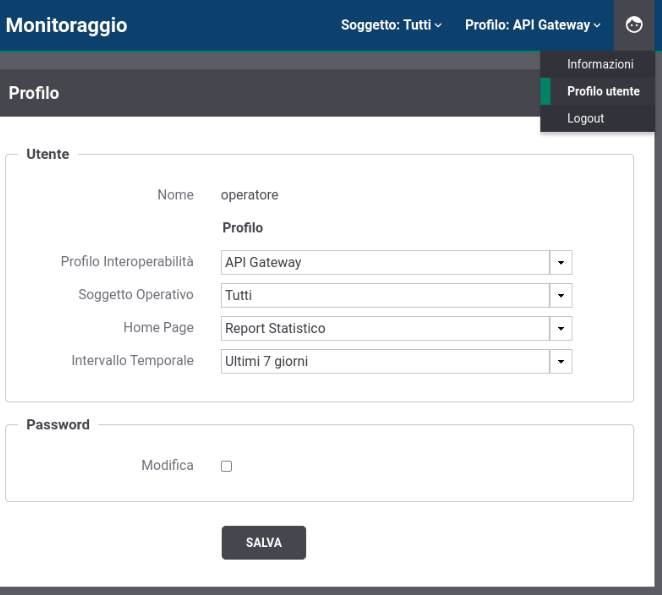 Monitoraggio
Soggetto: Tutti
Profilo: API Gateway
Informazioni
Profilo utente
Logout
Profilo
Utente
Nome operatore
Profilo
Profilo Interoperabilità API Gateway
Soggetto Operativo Tutti
Home Page Report Statistico
Intervallo Temporale Ultimi 7 giorni
Password
Modifica
SALVA